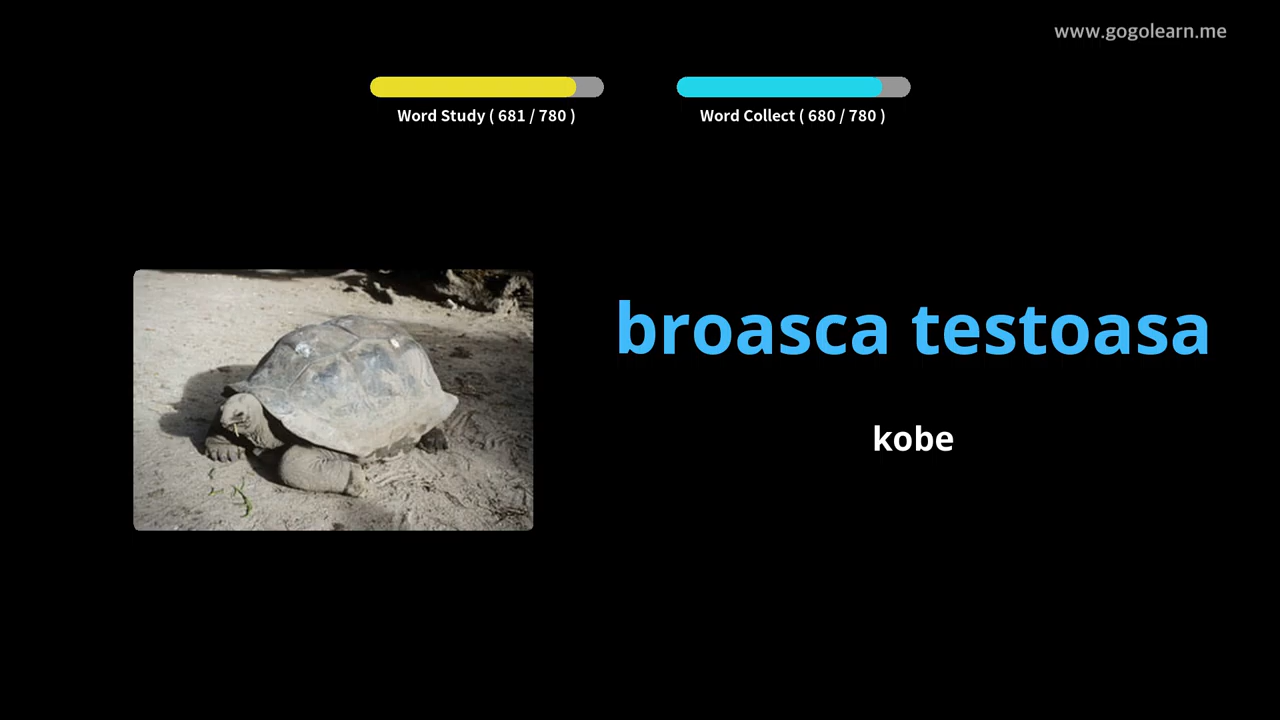 www.gogolearn.me
Word Study ( 681 / 780 )
Word Collect ( 680 / 780 )
broasca testoasa
kobe